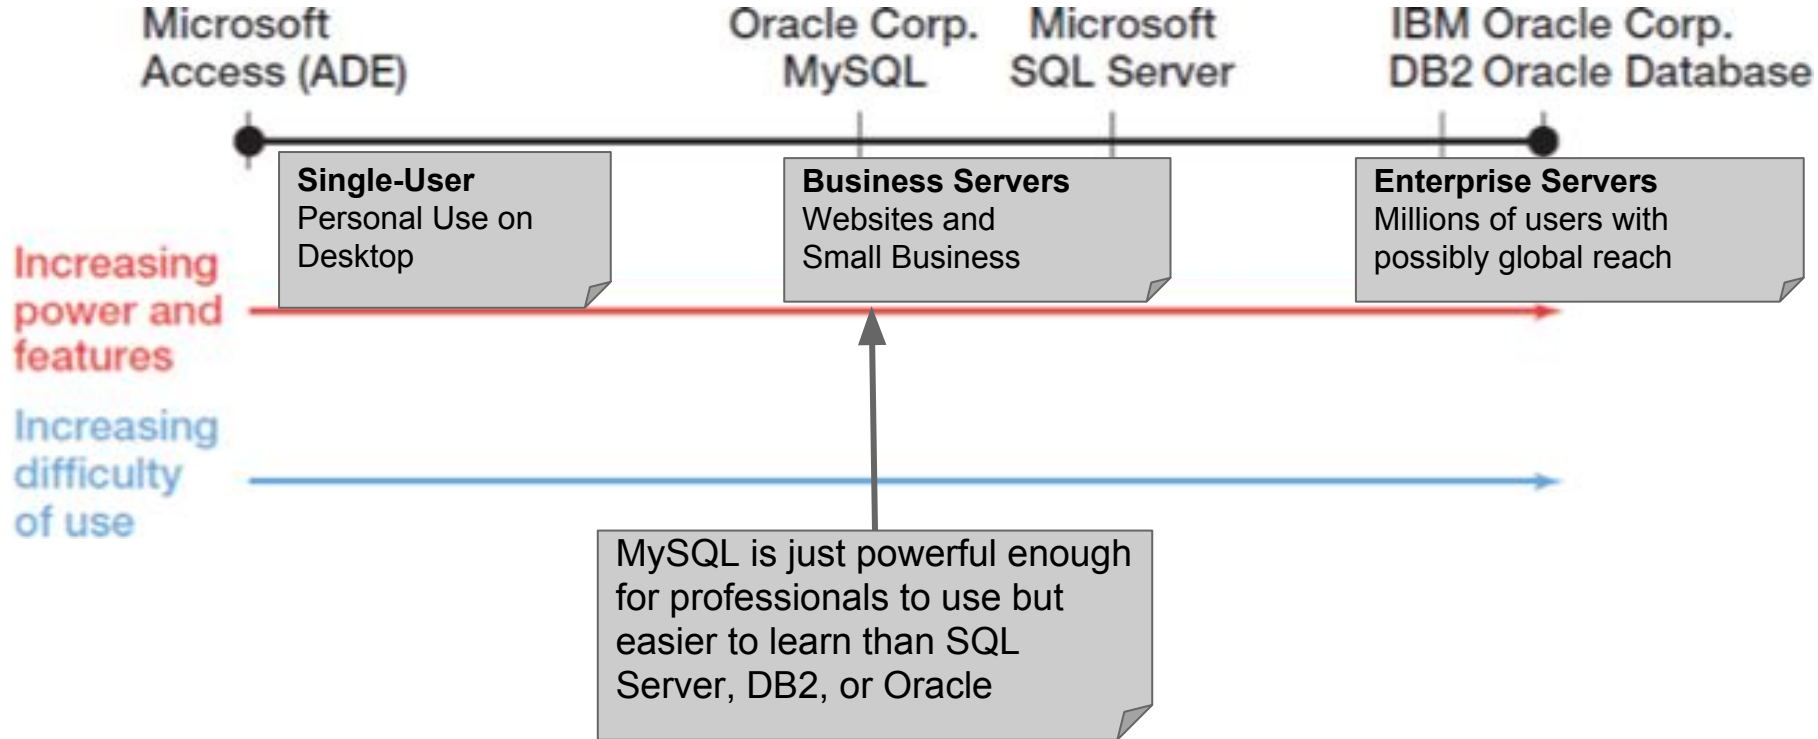 Microsoft
Access (ADE)
Oracle Corp.
MySQL
Microsoft
SQL Server
IBM Oracle Corp.
DB2 Oracle Database
Single-User
Personal Use on
Desktop
Business Servers
Websites and
Small Business
Enterprise Servers
Millions of users with
possibly global reach
Increasing
power and
features
Increasing
difficulty
of use
MySQL is just powerful enough
for professionals to use but
easier to learn than SQL
Server, DB2, or Oracle